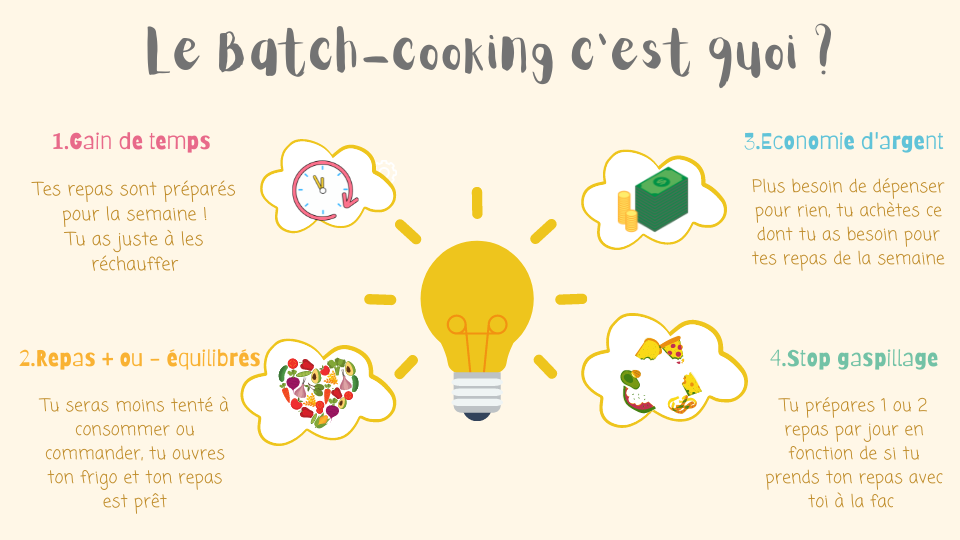 Le Batch-Cooking c'est quoi ?
1.Gain de temps
Tes repas sont préparés
pour la semaine !
Tu as juste à les
réchauffer
2.Repas + ou - équilibrés
Tu seras moins tenté à
consommer ou
commander, tu ouvres
ton frigo et ton repas
est prêt
3.Economie d'argent
Plus besoin de dépenser
pour rien, tu achètes ce
dont tu as besoin pour
tes repas de la semaine
4.Stop gaspillage
Tu prépares 1 ou 2
repas par jour en
fonction de si tu
prends ton repas avec
toi à la fac